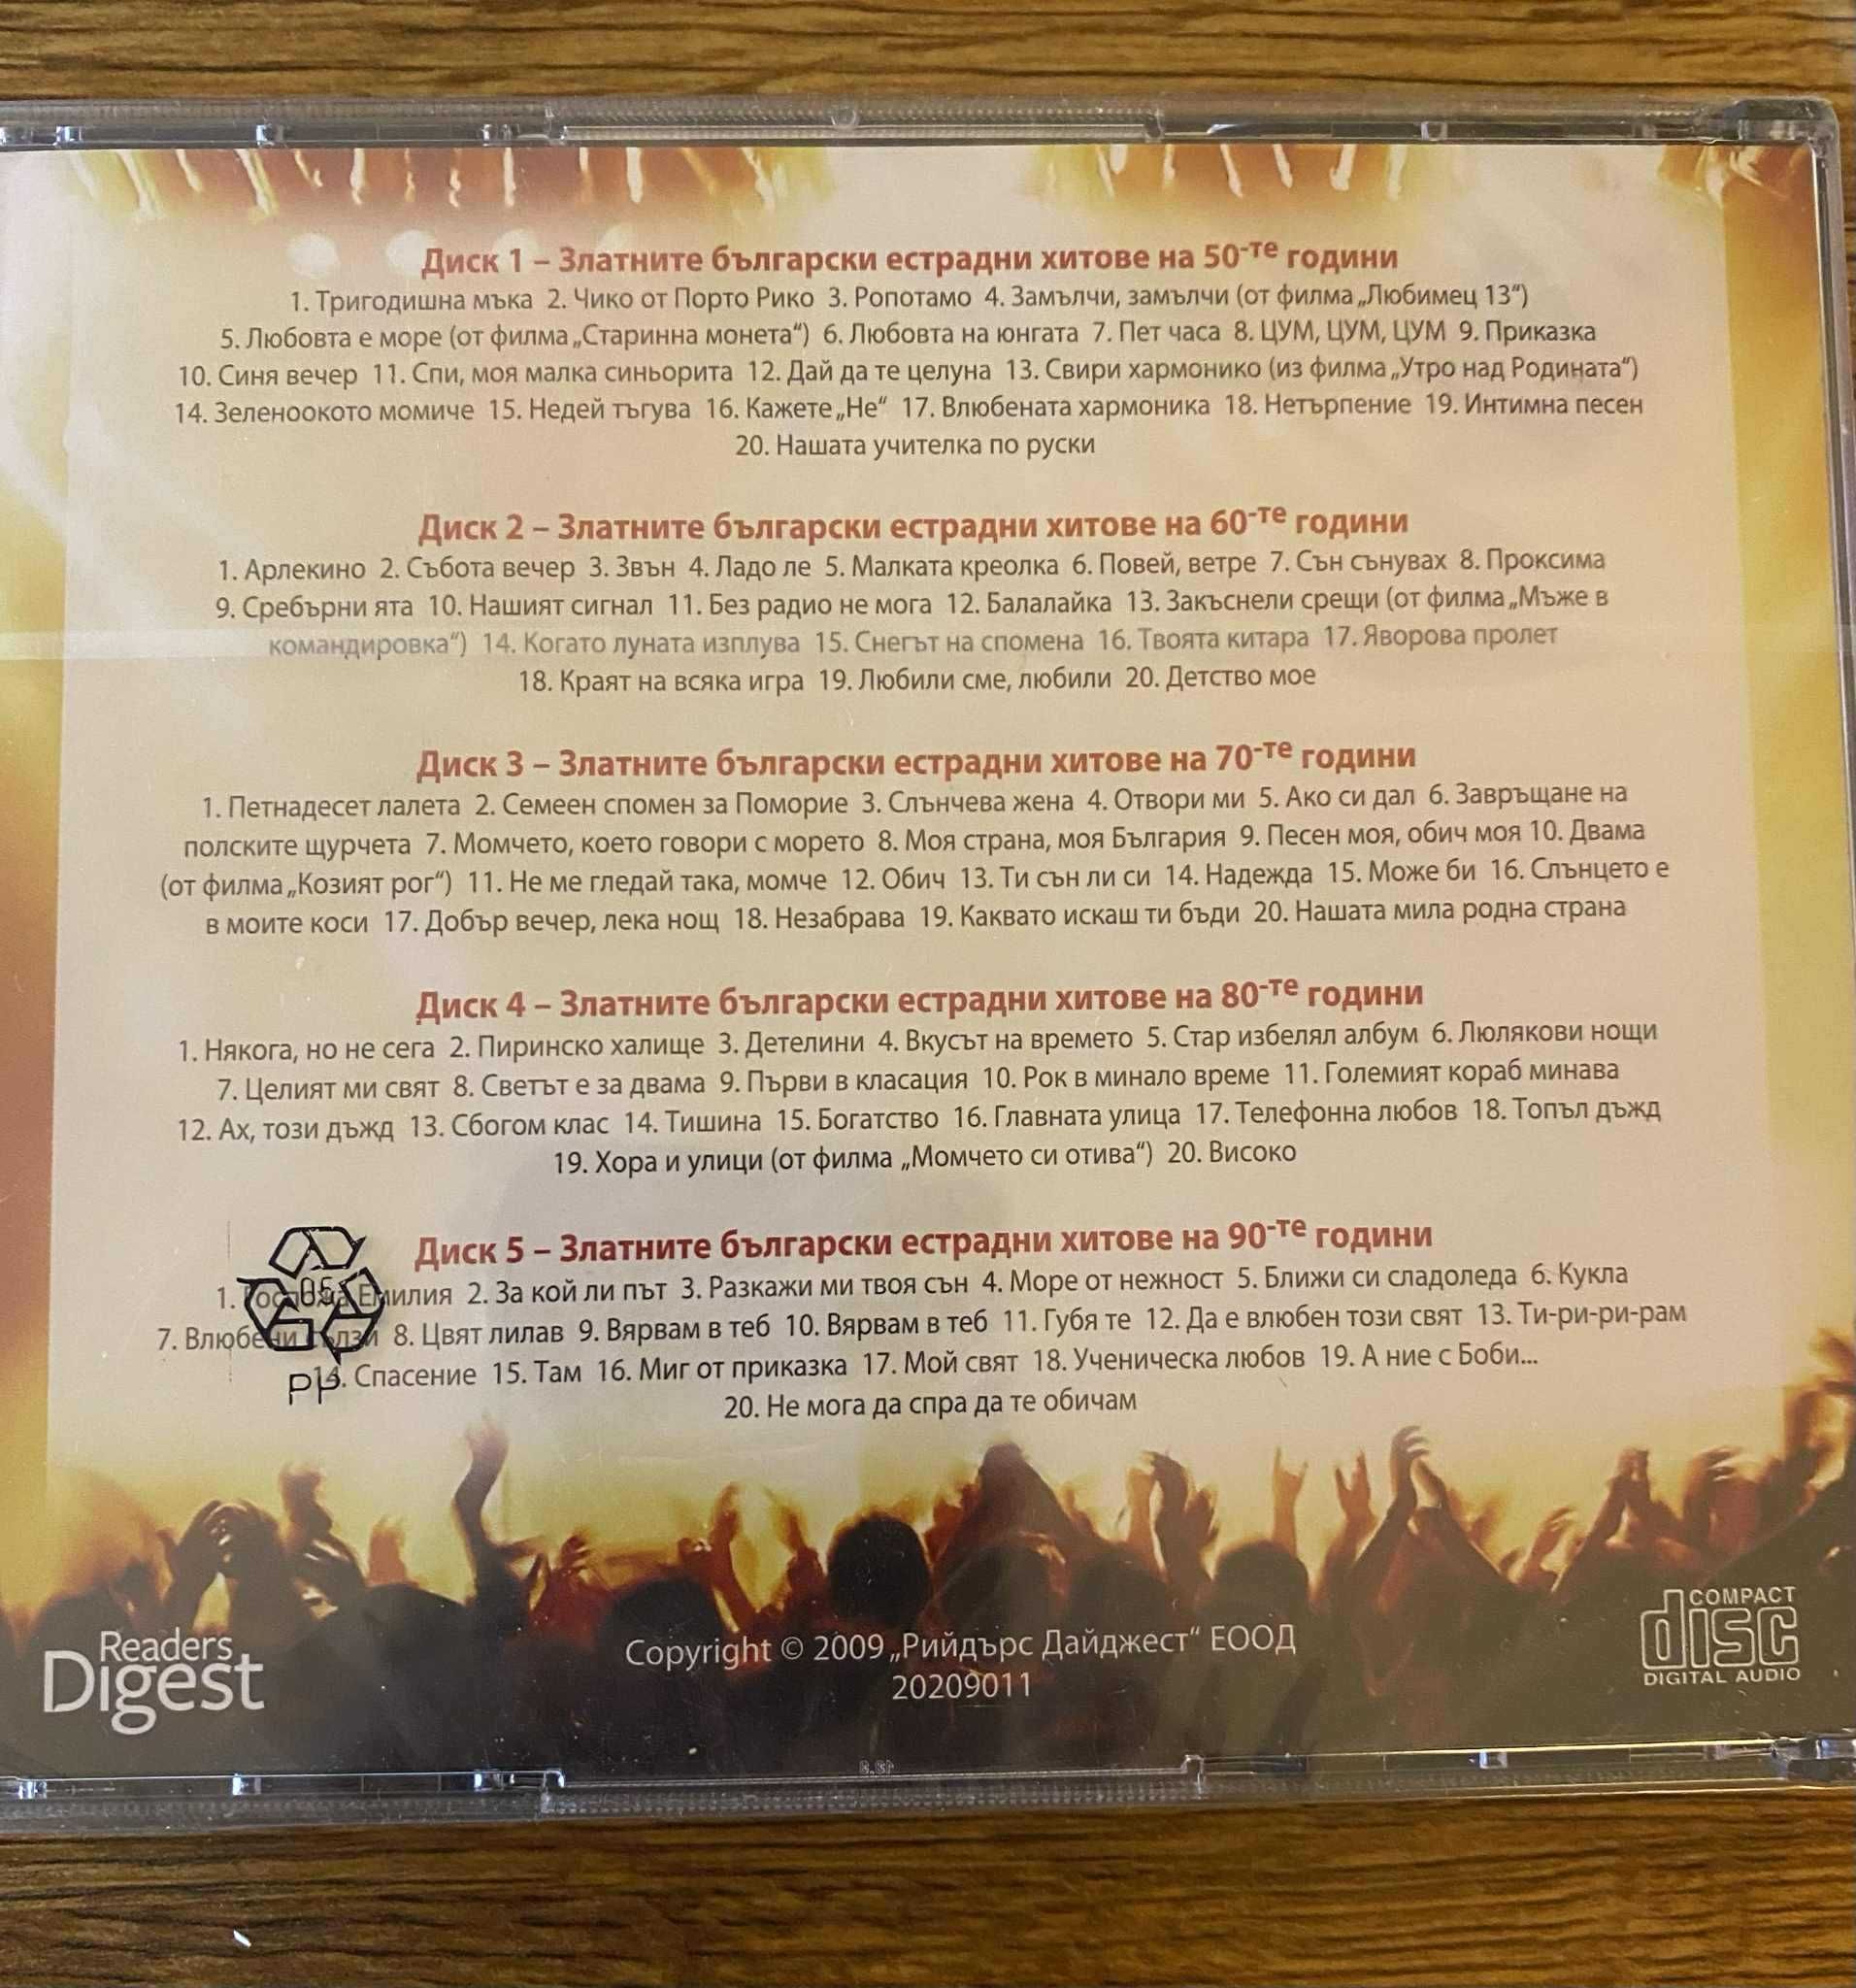 Диск 1 – Златните български естрадни хитове на 50-те години
1. Тригодишна мъка 2. Чико от Порто Рико 3. Ропотамо 4. Замълчи, замълчи (от филма „Любимец 13“)
5. Любовта е море (от филма „Старинна монета“) 6. Любовта на юнгата 7. Пет часа 8. ЦУМ, ЦУМ, ЦУМ 9. Приказка
10. Синя вечер 11. Спи, моя малка синьорита 12. Дай да те целуна 13. Свири хармонико (из филма „Утро над Родината“)
14. Зеленоокото момиче 15. Недей тъгува 16. Кажете „Не“ 17. Влюбената хармоника 18. Нетърпение 19. Интимна песен
20. Нашата учителка по руски
Диск 2 – Златните български естрадни хитове на 60-те години
1. Арлекино 2. Събота вечер 3. Звън 4. Ладо ле 5. Малката креолка 6. Повей, ветре 7. Сън сънувах 8. Проксима
9. Сребърни ята 10. Нашият сигнал 11. Без радио не мога 12. Балалайка 13. Закъснели срещи (от филма „Мъже в
командировка“) 14. Когато луната изплува 15. Снегът на спомена 16. Твоята китара 17. Яворова пролет
18. Краят на всяка игра 19. Любили сме, любили 20. Детство мое
Диск 3 – Златните български естрадни хитове на 70-те години
1. Петнадесет лалета 2. Семеен спомен за Поморие 3. Слънчева жена 4. Отвори ми 5. Ако си дал 6. Завръщане на
полските щурчета 7. Момчето, което говори с морето 8. Моя страна, моя България 9. Песен моя, обич моя 10. Двама
(от филма „Козият рог“) 11. Не ме гледай така, момче 12. Обич 13. Ти сън ли си 14. Надежда 15. Може би 16. Слънцето е
в моите коси 17. Добър вечер, лека нощ 18. Незабрава 19. Каквато искаш ти бъди 20. Нашата мила родна страна
Диск 4 – Златните български естрадни хитове на 80-те години
1. Някога, но не сега 2. Пиринско халище 3. Детелини 4. Вкусът на времето 5. Стар избелял албум 6. Люлякови нощи
7. Целият ми свят 8. Светът е за двама 9. Първи в класация 10. Рок в минало време 11. Големият кораб минава
12. Ах, този дъжд 13. Сбогом клас 14. Тишина 15. Богатство 16. Главната улица 17. Телефонна любов 18. Топъл дъжд
19. Хора и улици (от филма „Момчето си отива“) 20. Високо
Диск 5 – Златните български естрадни хитове на 90-те години
1. Госпожа Емилия 2. За кой ли път 3. Разкажи ми твоя сън 4. Море от нежност 5. Ближи си сладоледа 6. Кукла
7. Влюбени сълзи 8. Цвят лилав 9. Вярвам в теб 10. Вярвам в теб 11. Губя те 12. Да е влюбен този свят 13. Ти-ри-ри-рам
14. Спасение 15. Там 16. Миг от приказка 17. Мой свят 18. Ученическа любов 19. А ние с Боби...
20. Не мога да спра да те обичам
05
PP
Readers
Digest
Copyright © 2009 „Рийдърс Дайджест“ ЕООД
20209011
COMPACT
disc
DIGITAL AUDIO